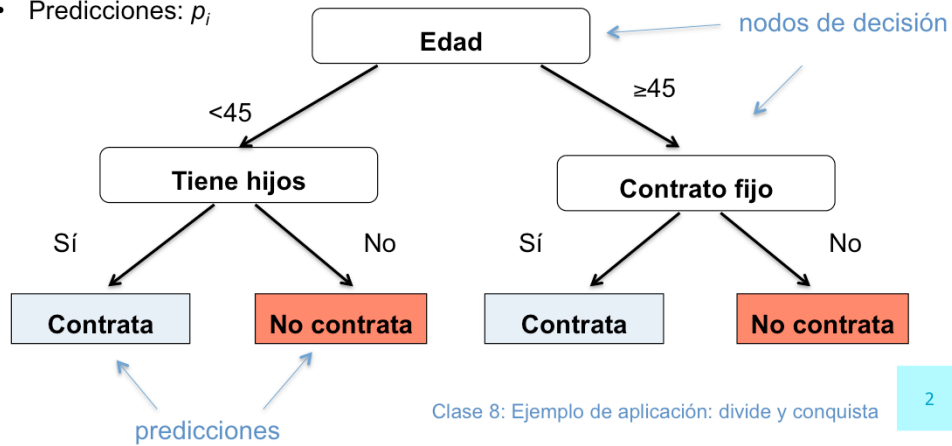 • Predicciones: pi
Edad
nodos de decisión
<45
≥45
Tiene hijos
Contrato fijo
Sí
No
Sí
No
Contrata
No contrata
Contrata
No contrata
predicciones
Clase 8: Ejemplo de aplicación: divide y conquista
2